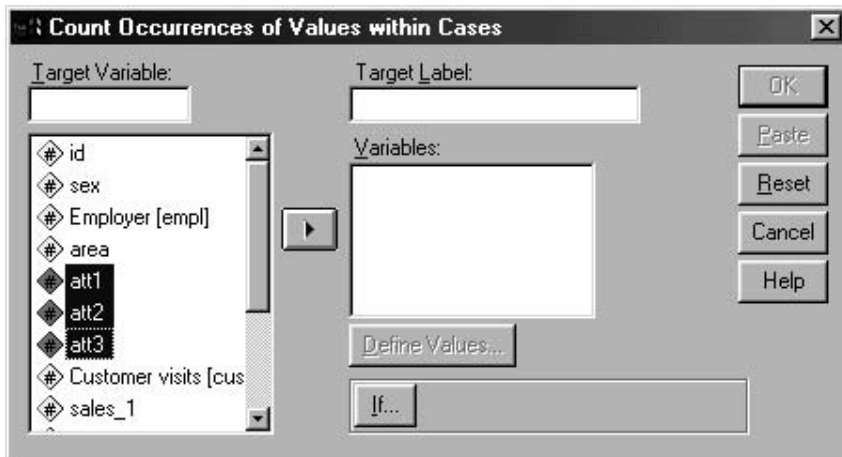 Count Occurrences of Values within Cases
Target Variable:
Target Label:
id
sex
Employer [empl]
area
att1
att2
att3
Customer visits [cus
sales_1
Variables:
Define Values...
If...
OK
Paste
Reset
Cancel
Help